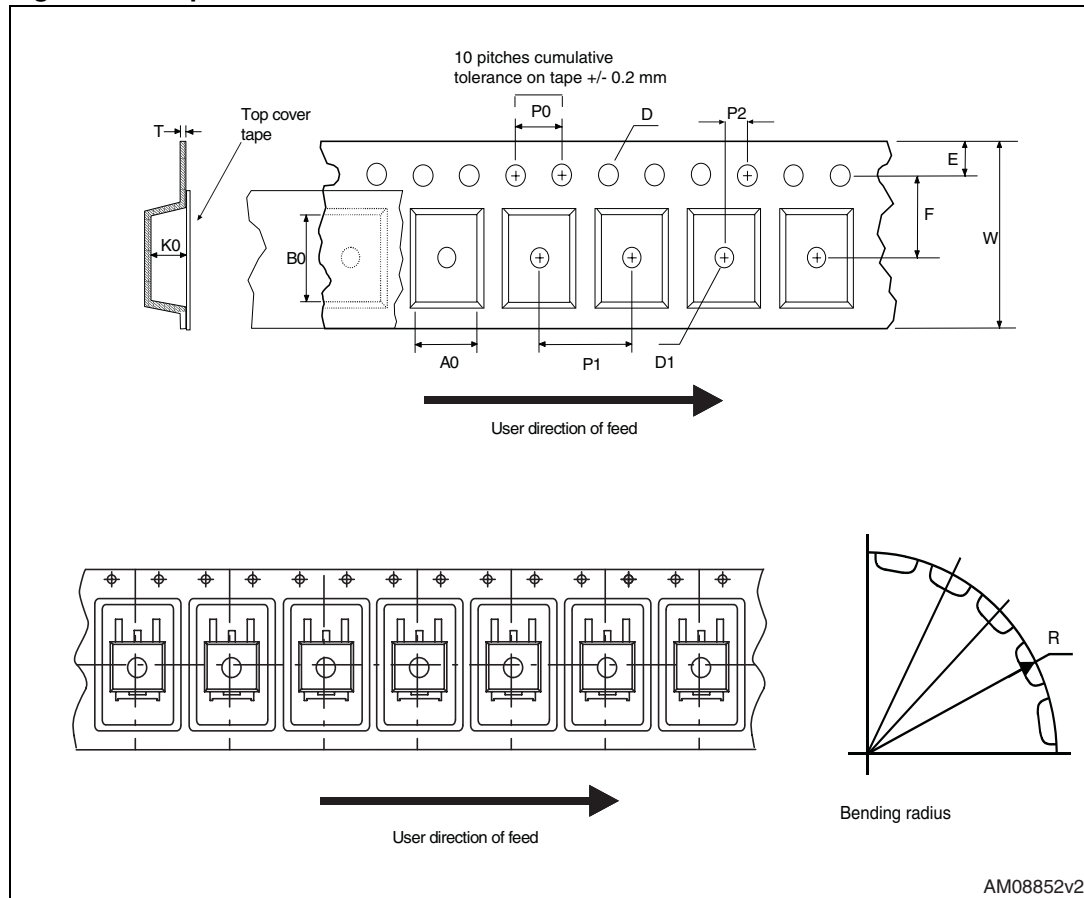 10 pitches cumulative
tolerance on tape +/- 0.2 mm
P0
D
P2
T
Top cover
tape
E
F
W
K0
B0
A0
P1
D1
User direction of feed
R
Bending radius
User direction of feed
AM08852v2